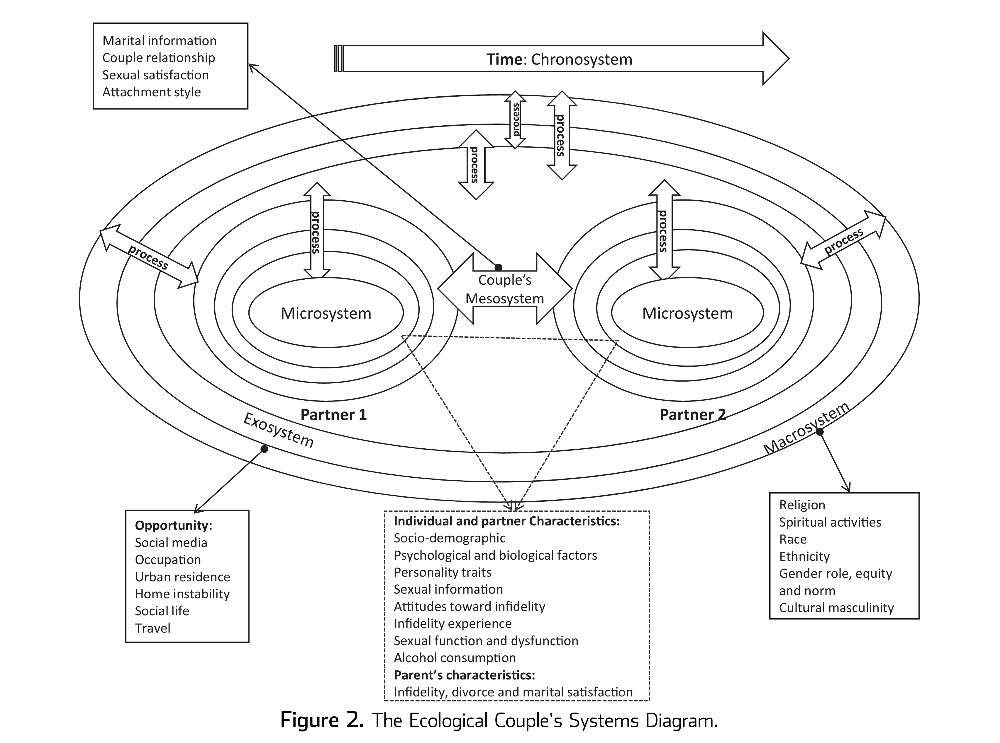 Marital information
Couple relationship
Sexual satisfaction
Attachment style
Time: Chronosystem
process
process
process
process
process
process
process
Couple's
Mesosystem
Microsystem
Microsystem
Partner 1
Partner 2
Exosystem
Macrosystem
Opportunity:
Social media
Occupation
Urban residence
Home instability
Social life
Travel
Individual and partner Characteristics:
Socio-demographic
Psychological and biological factors
Personality traits
Sexual information
Attitudes toward infidelity
Infidelity experience
Sexual function and dysfunction
Alcohol consumption
Parent's characteristics:
Infidelity, divorce and marital satisfaction
Religion
Spiritual activities
Race
Ethnicity
Gender role, equity
and norm
Cultural masculinity
Figure 2. The Ecological Couple's Systems Diagram.